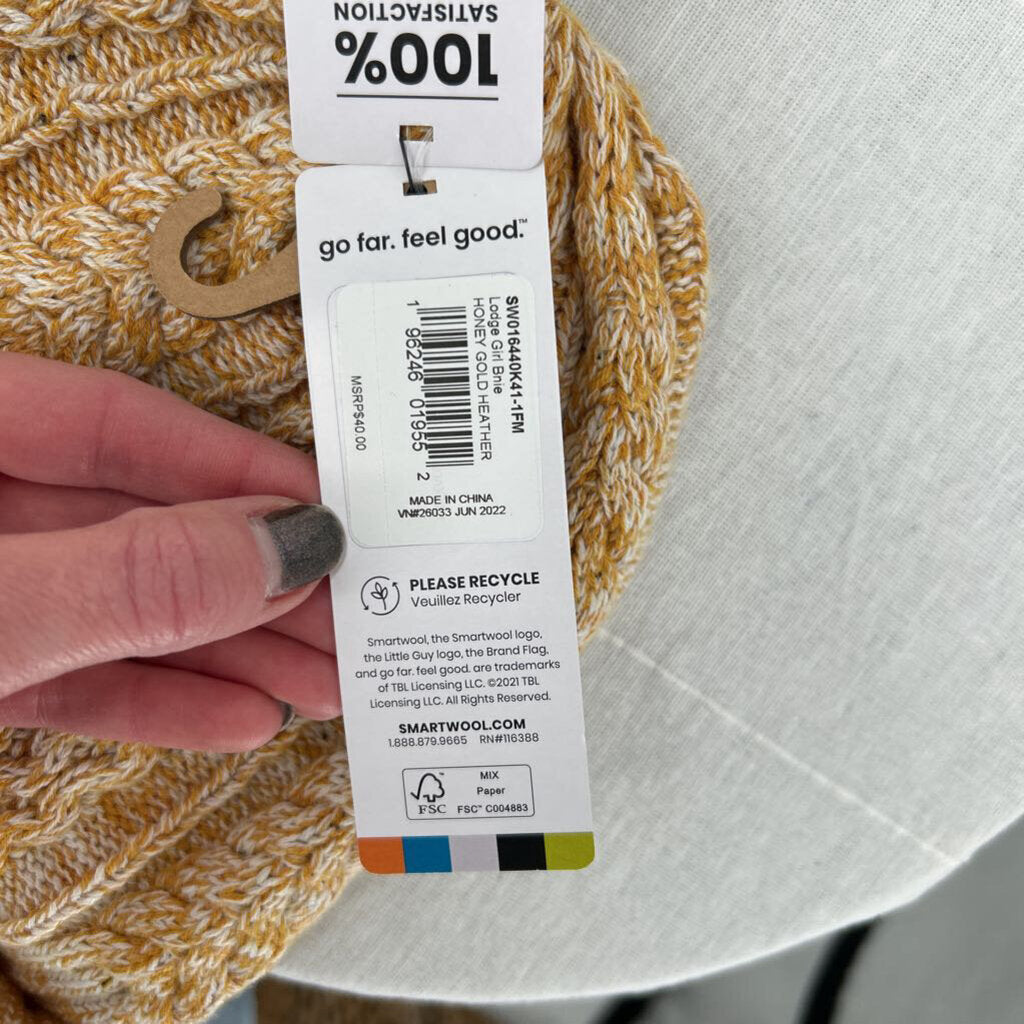 100%
SATISFACTION
go far. feel good.™
SW016440K41-1FM
Lodge Girl Bnie
HONEY GOLD HEATHER
1 96246 01955 2
MSRP$40.00
MADE IN CHINA
VN#26033 JUN 2022
PLEASE RECYCLE
Veuillez Recycler
Smartwool, the Smartwool logo,
the Little Guy logo, the Brand Flag,
and go far. feel good. are trademarks
of TBL Licensing LLC. ©2021 TBL
Licensing LLC. All Rights Reserved.
SMARTWOOL.COM
1.888.879.9665 RN#116388
FSC
MIX
Paper
FSC™ C004883